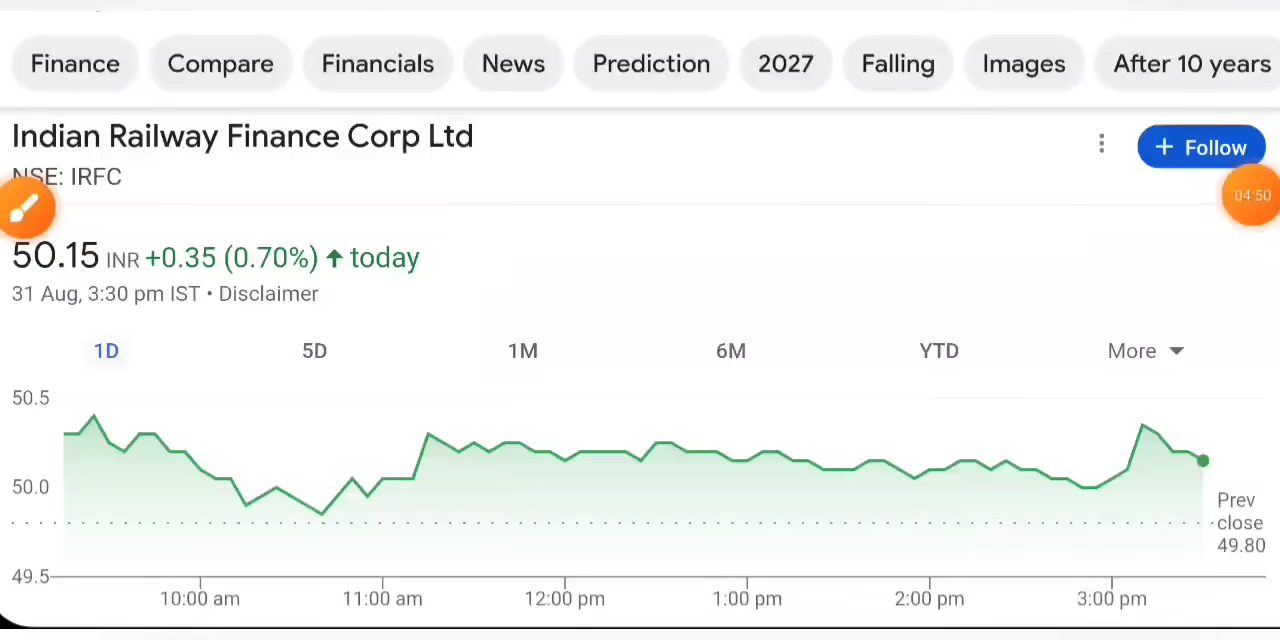 Finance Compare Financials News Prediction 2027 Falling Images After 10 years
Indian Railway Finance Corp Ltd
+ Follow
NSE: IRFC
04:50
50.15 INR +0.35 (0.70%) ↑ today
31 Aug, 3:30 pm IST • Disclaimer
1D 5D 1M 6M YTD More
50.5
50.0
Prev
close
49.80
49.5
10:00 am 11:00 am 12:00 pm 1:00 pm 2:00 pm 3:00 pm